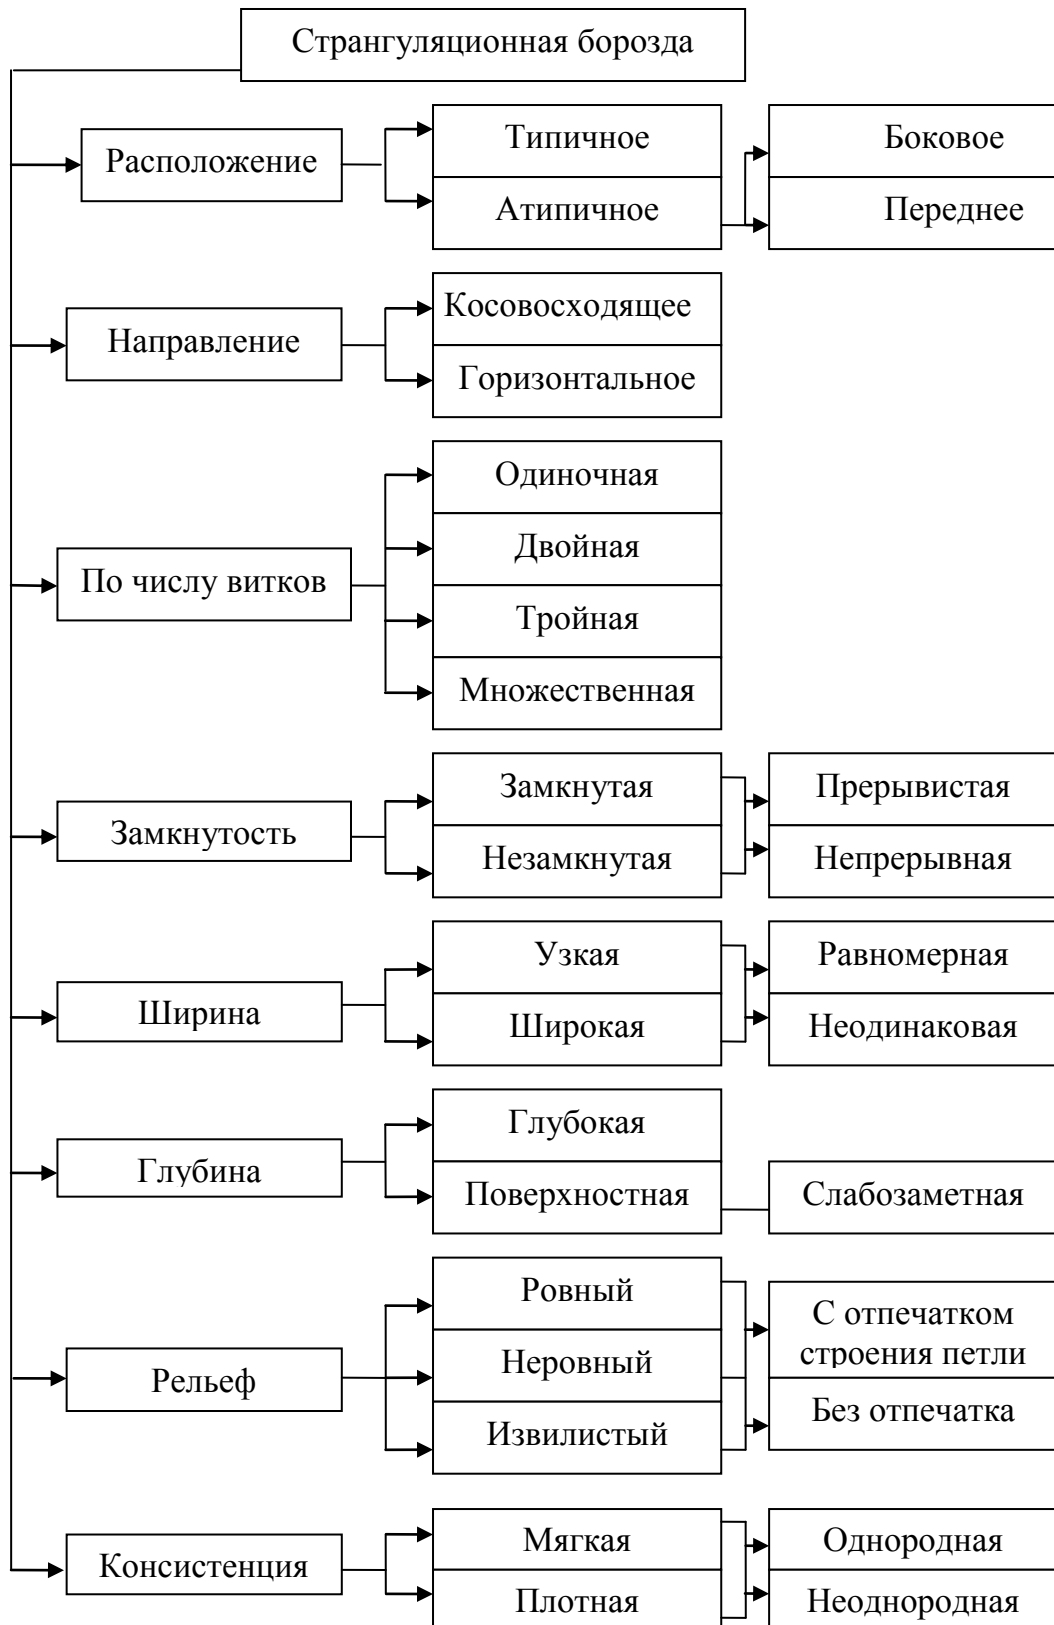 Странгуляционная борозда
Расположение
Типичное
Атипичное
Боковое
Переднее
Направление
Косовосходящее
Горизонтальное
По числу витков
Одиночная
Двойная
Тройная
Множественная
Замкнутость
Замкнутая
Незамкнутая
Прерывистая
Непрерывная
Ширина
Узкая
Широкая
Равномерная
Неодинаковая
Глубина
Глубокая
Поверхностная
Слабозаметная
Рельеф
Ровный
Неровный
Извилистый
С отпечатком
строения петли
Без отпечатка
Консистенция
Мягкая
Плотная
Однородная
Неоднородная